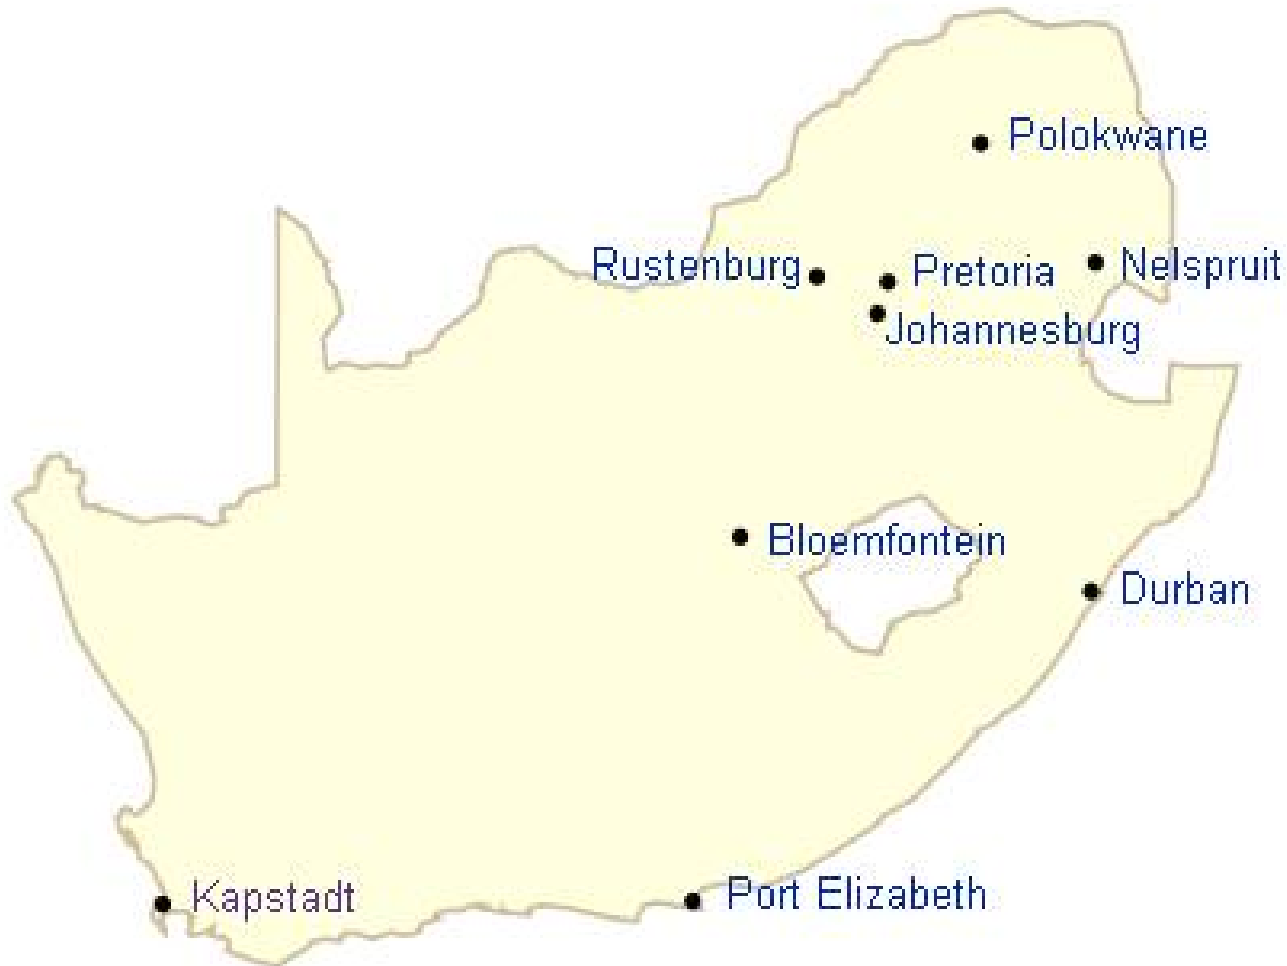 Polokwane
Rustenburg
Pretoria
Nelspruit
Johannesburg
Bloemfontein
Durban
Kapstadt
Port Elizabeth